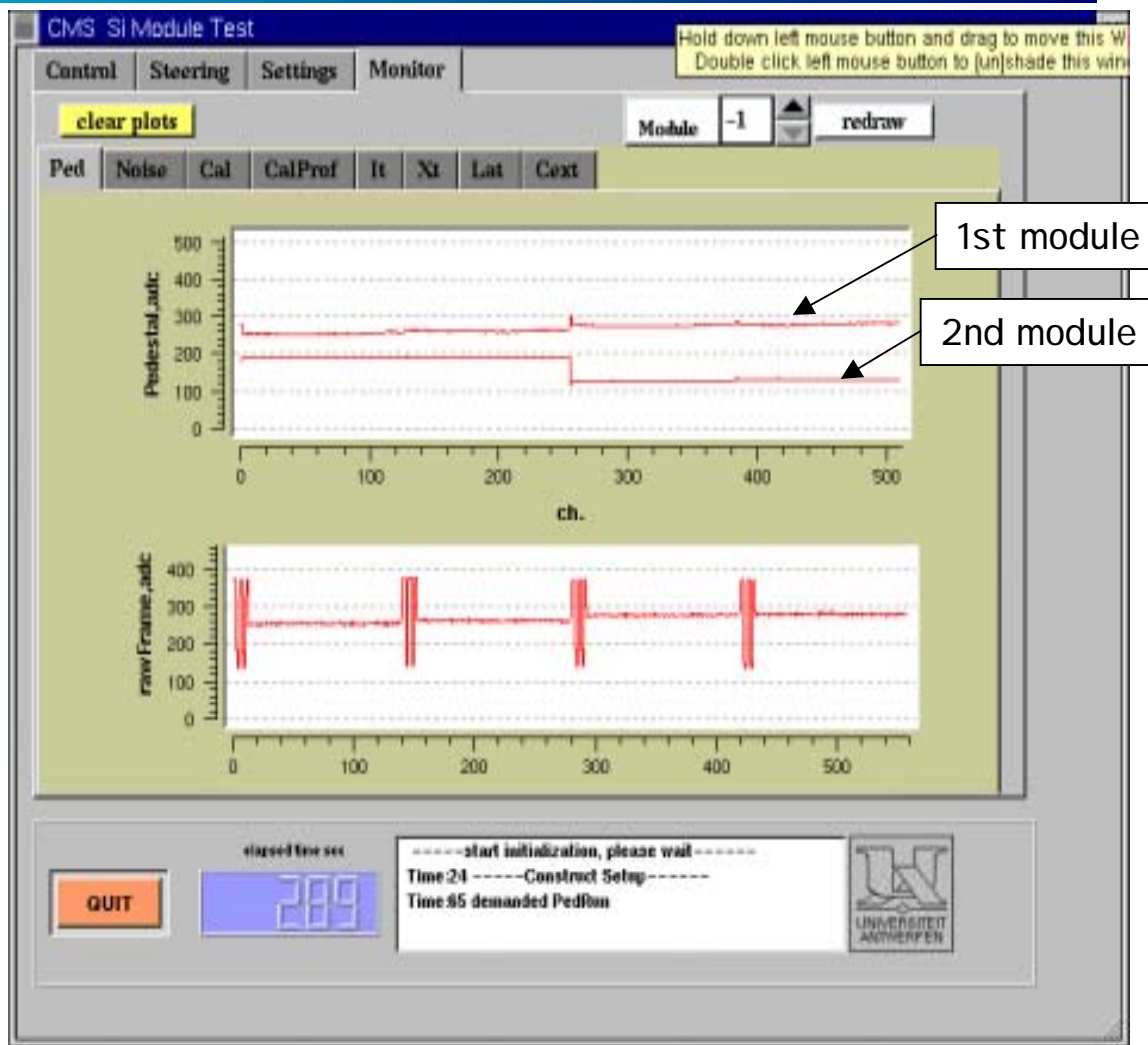 CMS Si Module Test
Hold down left mouse button and drag to move this W
Double click left mouse button to [un]shade this win
Control Steering Settings Monitor
clear plots
Module -1 redraw
Ped Noise Cal CalProf It Xt Lat Cext
1st module
2nd module
Pedestal,adc
500
400
300
200
100
0
0 100 200 300 400 500
ch.
rawFrame,adc
400
300
200
100
0
0 100 200 300 400 500
elapsed time sec
289
QUIT
-----start initialization, please wait------
Time:24 -----Construct Setup------
Time:65 demanded PedRun
UNIVERSITEIT
ANTWERPEN